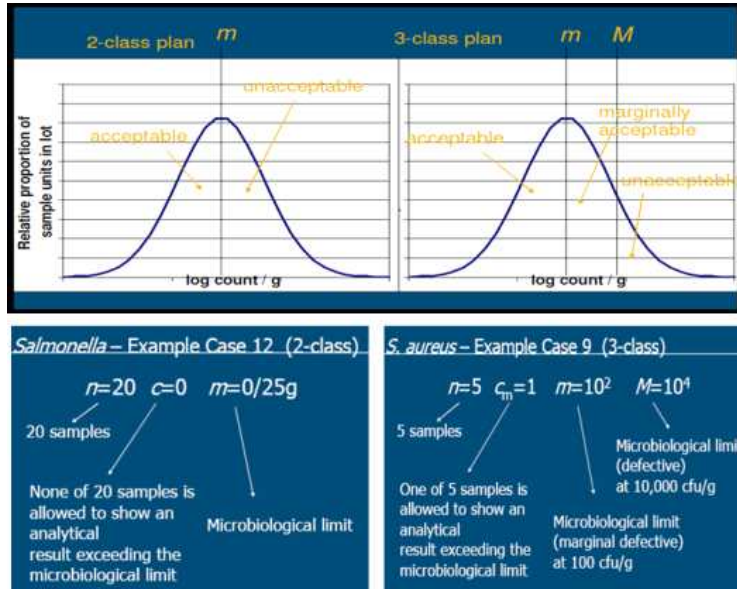 2-class plan m
3-class plan m M
Relative proportion of
sample units in lot
acceptable
unacceptable
log count / g
acceptable
marginally
acceptable
unacceptable
log count / g
Salmonella – Example Case 12 (2-class)
n=20 c=0 m=0/25g
20 samples
None of 20 samples is
allowed to show an
analytical
result exceeding the
microbiological limit
Microbiological limit
S. aureus – Example Case 9 (3-class)
n=5 cm=1 m=10² M=10⁴
5 samples
One of 5 samples is
allowed to show an
analytical
result exceeding the
microbiological limit
Microbiological limit
(marginal defective)
at 100 cfu/g
Microbiological limi
(defective)
at 10,000 cfu/g